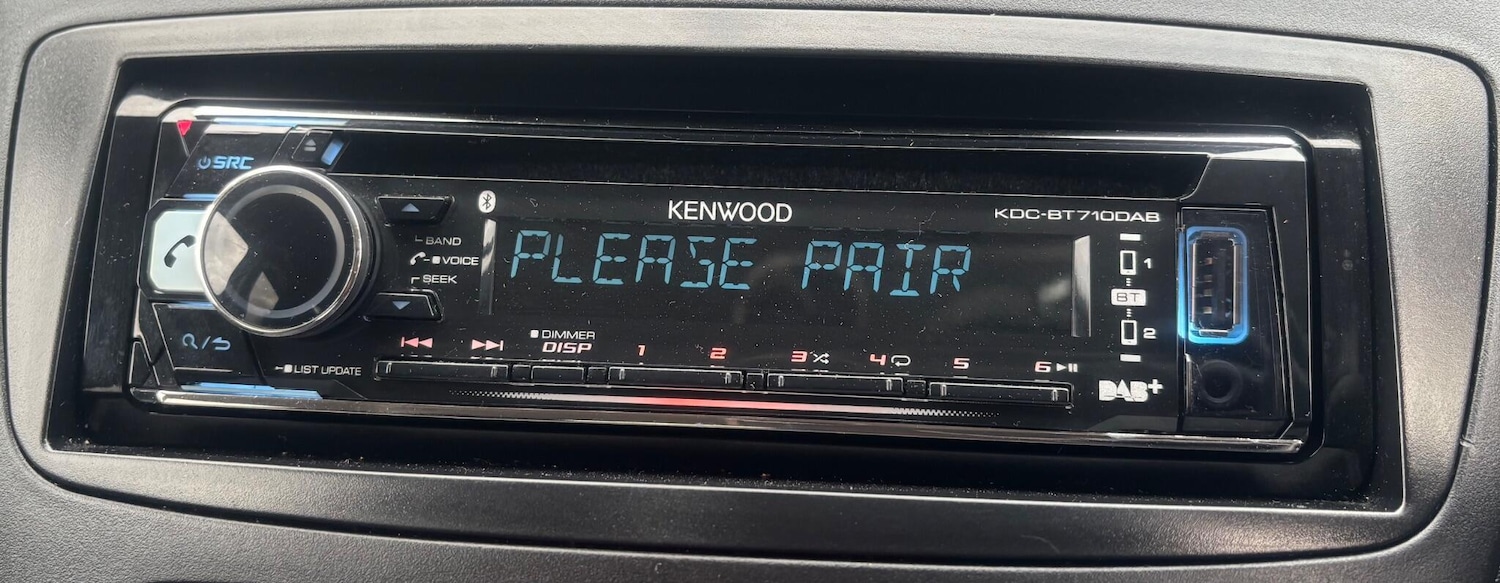 SRC
KENWOOD
KDC-BT710DAB
BAND
VOICE
SEEK
PLEASE PAIR
1
BT
2
DIMMER
DISP
1
2
3
4
5
6
LIST UPDATE
DAB+